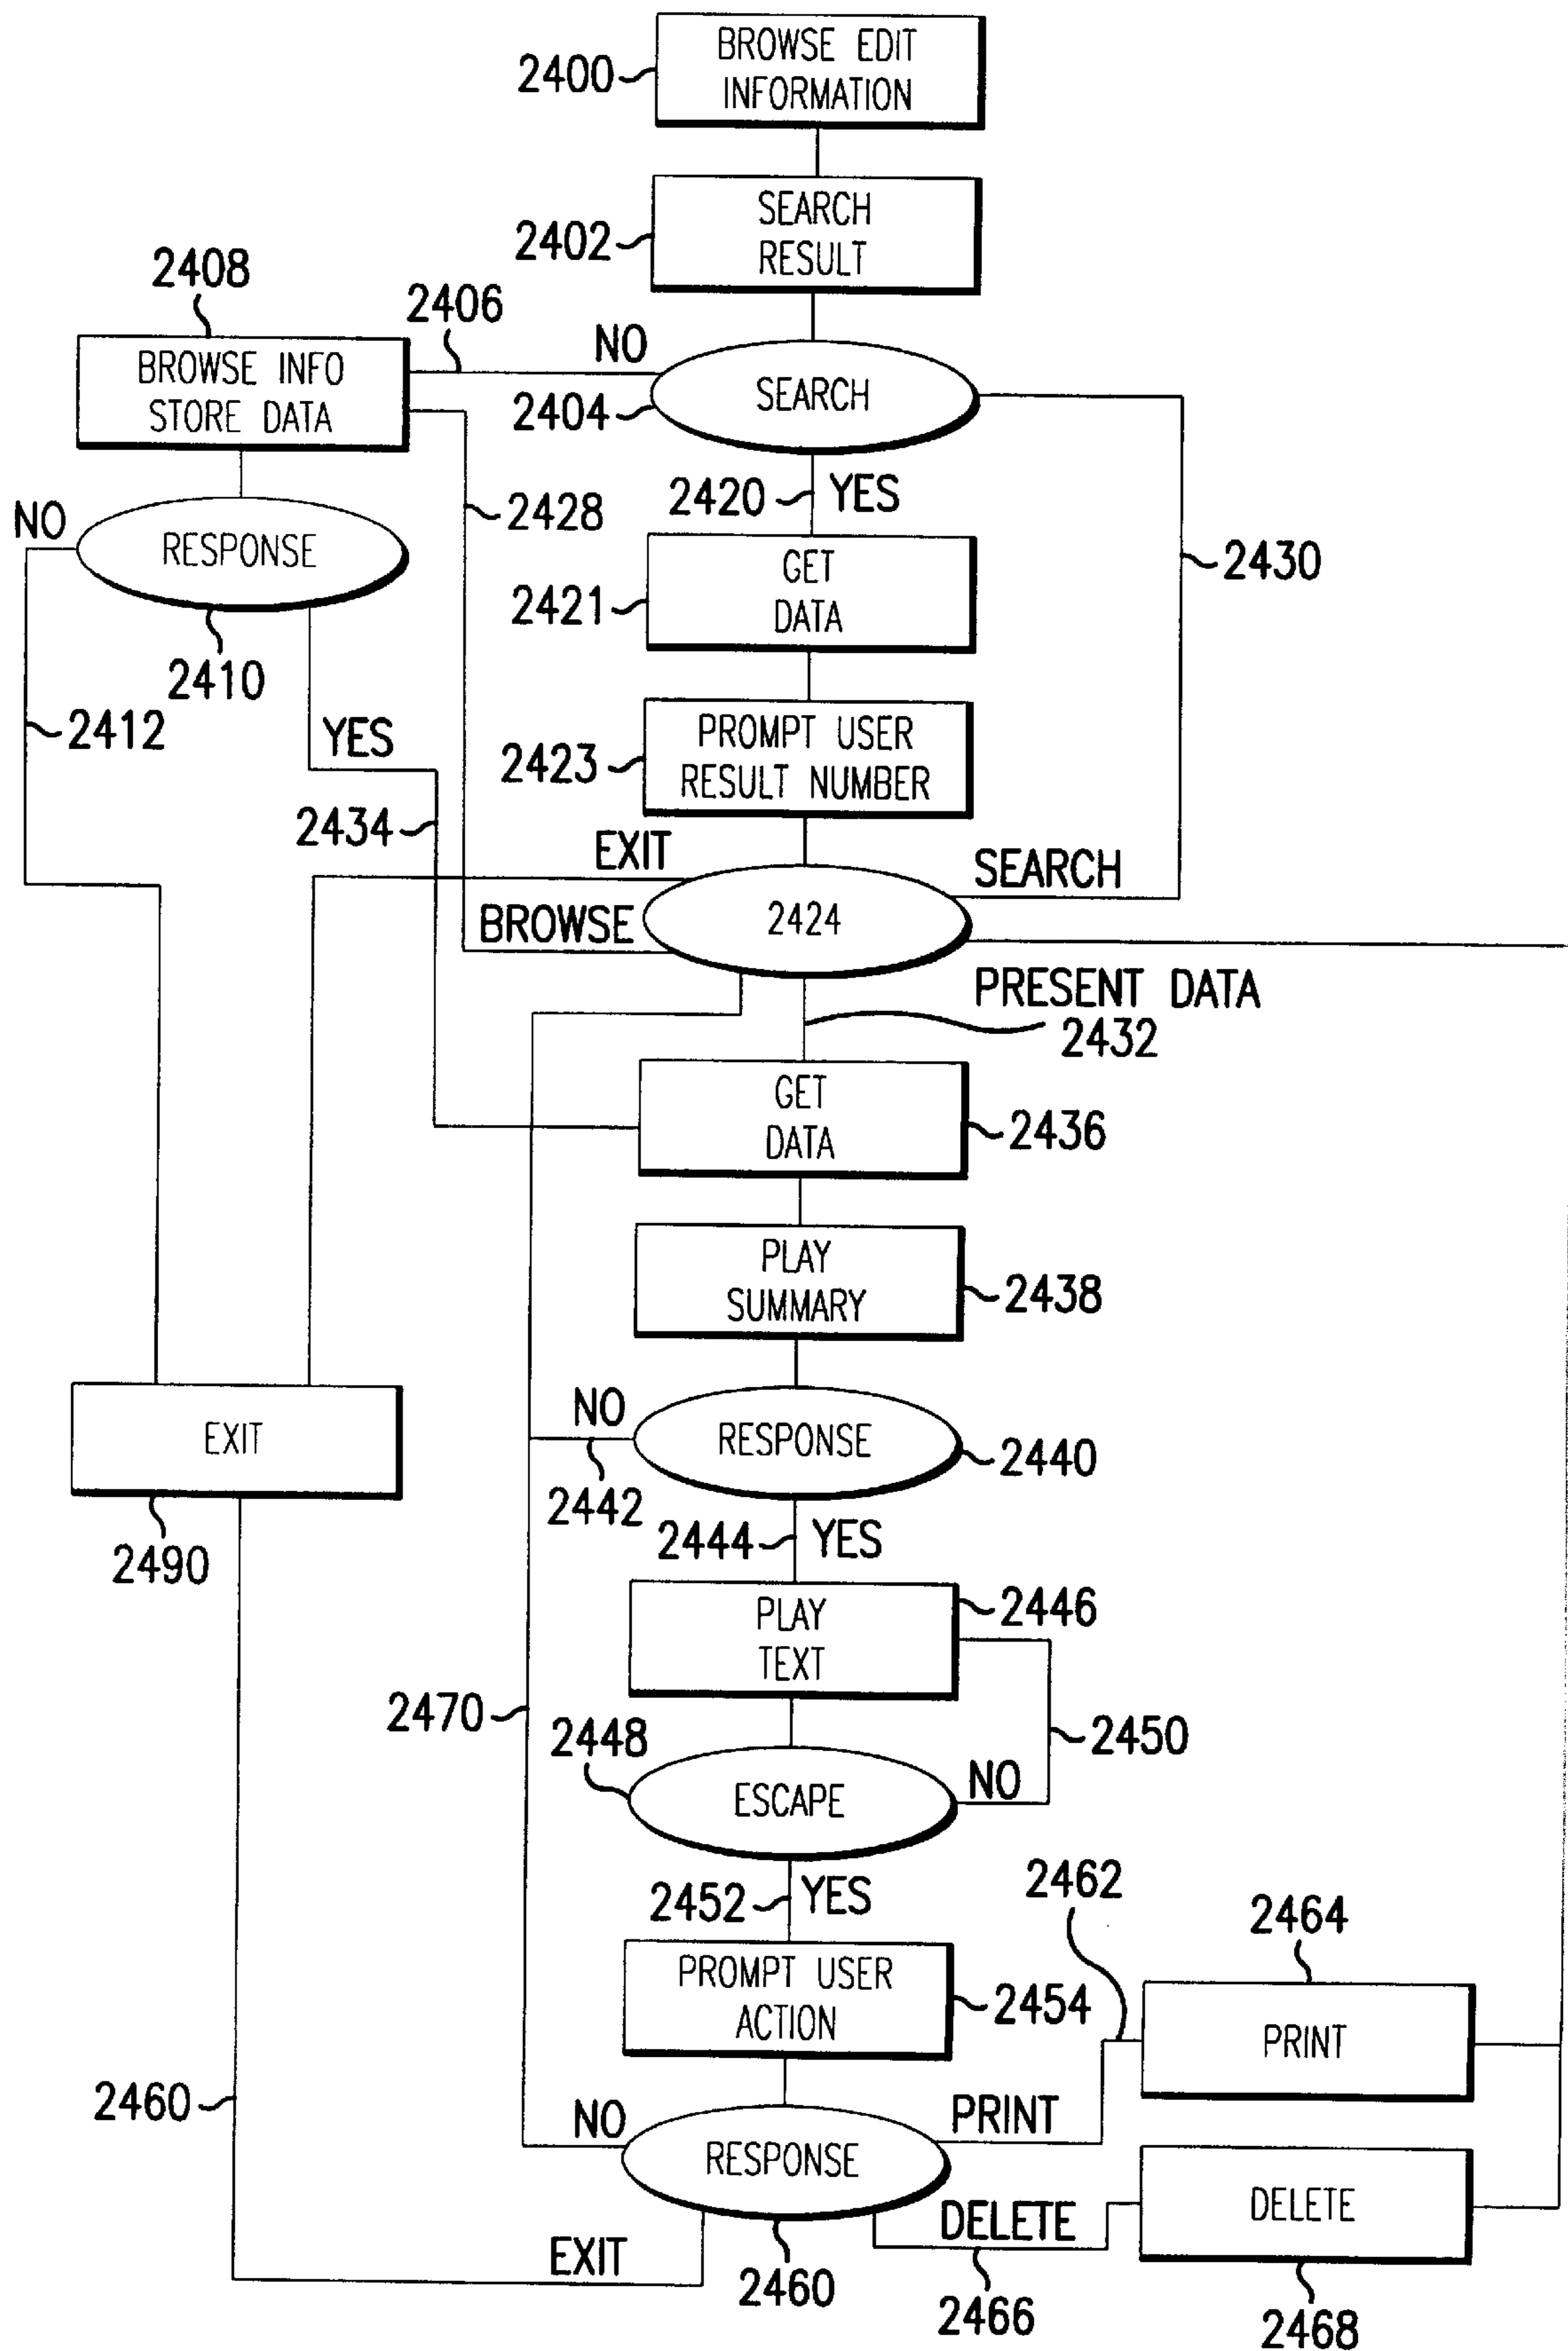 BROWSE EDIT
INFORMATION
2400
SEARCH
RESULT
2402
2408
2406
NO
BROWSE INFO
STORE DATA
SEARCH
2404
2420
YES
2428
NO
RESPONSE
2430
GET
DATA
2421
2410
2412
YES
PROMPT USER
RESULT NUMBER
2423
2434
EXIT
SEARCH
BROWSE
2424
PRESENT DATA
2432
GET
DATA
2436
PLAY
SUMMARY
2438
NO
RESPONSE
2440
EXIT
2442
2444
YES
2490
PLAY
TEXT
2446
2470
2448
2450
ESCAPE
NO
2452
YES
2462
2464
PROMPT USER
ACTION
2454
PRINT
2460
NO
PRINT
RESPONSE
DELETE
DELETE
EXIT
2460
2466
2468